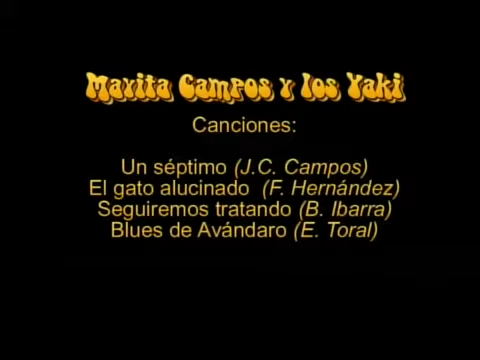 Mayita Campos y los Yaki
Canciones:
Un séptimo (J.C. Campos)
El gato alucinado (F. Hernández)
Seguiremos tratando (B. Ibarra)
Blues de Avándaro (E. Toral)